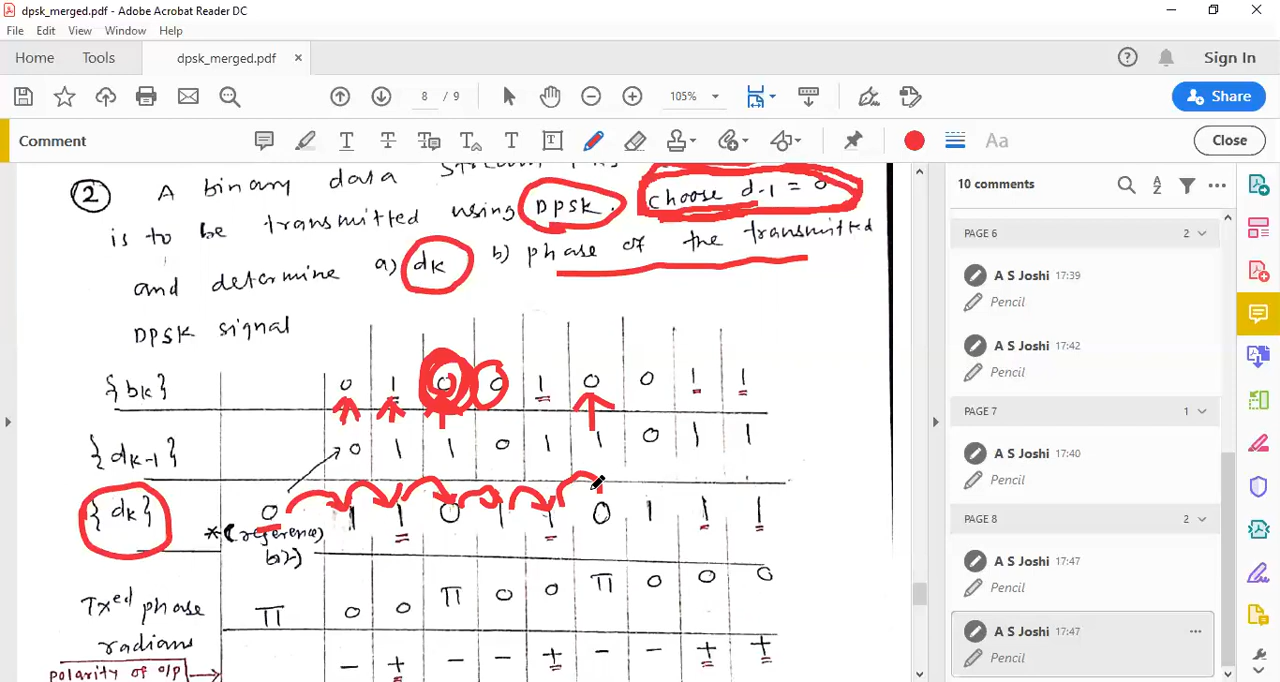 dpsk_merged.pdf - Adobe Acrobat Reader DC
File Edit View Window Help
Home Tools dpsk_merged.pdf × Sign In
8 / 9 105% Share
Comment Aa Close
② A binary data
choose d-1 = 0
is to be transmitted using DPSK.
and determine a) dk b) phase of the transmitted
DPSK signal
{bk} 0 1 0 0 1 0 0 1 1
{dk-1} 0 1 1 0 1 1 0 1 1
{dk} 0 1 1 0 1 1 0 1 1 1
*(reference
bit)
Txed phase π 0 0 π 0 0 π 0 0 0
radians
polarity of o/p - + - - + - - + +
10 comments
PAGE 6 2
A S Joshi 17:39
Pencil
A S Joshi 17:42
Pencil
PAGE 7 1
A S Joshi 17:40
Pencil
PAGE 8 2
A S Joshi 17:47
Pencil
A S Joshi 17:47
Pencil